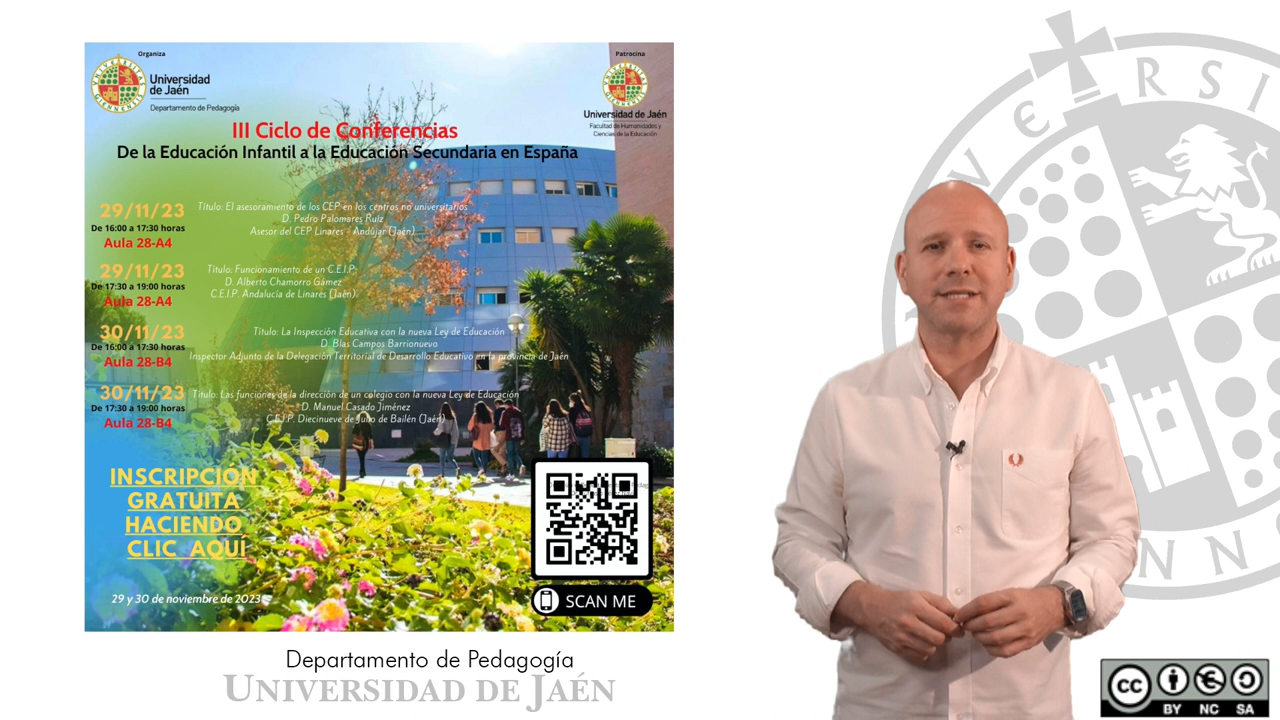 Organiza
Universidad
de Jaén
Departamento de Pedagogía
Patrocina
Universidad de Jaén
Facultad de Humanidades y
Ciencias de la Educación
III Ciclo de Conferencias
De la Educación Infantil a la Educación Secundaria en España
29/11/23
De 16:00 a 17:30 horas
Aula 28-A4
Título: El asesoramiento de los CEP en los centros no universitarios
D. Pedro Palomares Ruiz
Asesor del CEP Linares - Andújar (Jaén)
29/11/23
De 17:30 a 19:00 horas
Aula 28-A4
Título: Funcionamiento de un C.E.I.P.
D. Alberto Chamorro Gámez
C.E.I.P. Andalucía de Linares (Jaén).
30/11/23
De 16:00 a 17:30 horas
Aula 28-B4
Título: La Inspección Educativa con la nueva Ley de Educación
D. Blas Campos Barrionuevo
Inspector Adjunto de la Delegación Territorial de Desarrollo Educativo en la provincia de Jaén
30/11/23
De 17:30 a 19:00 horas
Aula 28-B4
Título: Las funciones de la dirección de un colegio con la nueva Ley de Educación
D. Manuel Casado Jiménez
C.E.I.P. Diecinueve de Julio de Bailén (Jaén)
INSCRIPCIÓN
GRATUITA
HACIENDO
CLIC AQUÍ
29 y 30 de noviembre de 2023
SCAN ME
Departamento de Pedagogía
UNIVERSIDAD DE JAÉN
CC
BY NC SA